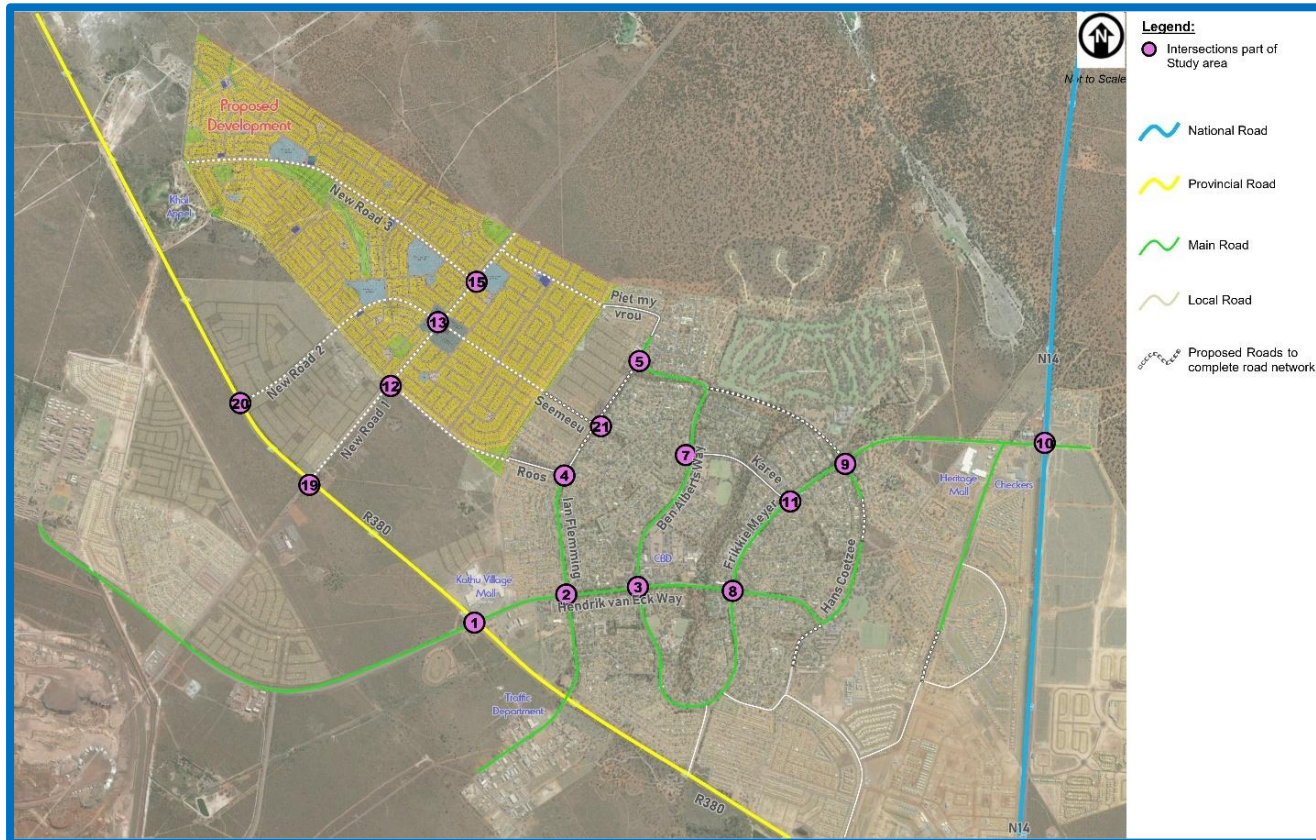 N
Not to Scale
Legend:
Intersections part of
Study area
National Road
Provincial Road
Main Road
Local Road
Proposed Roads to
complete road network
Proposed
Development
Khai
Appel
New Road 3
15
13
New Road 2
12
20
New Road 1
19
Piet my
vrou
5
Seemeeu
21
Roos
4
7
Karee
9
11
N14
10
Heritage
Mall
Checkers
R380
Ian Flemming
Ben Alberts Way
CBD
Frikkie Meyer
Hans Coetzee
Kathu Village
Mall
1
2
3
8
Hendrik van Eck Way
Traffic
Department
R380
N14